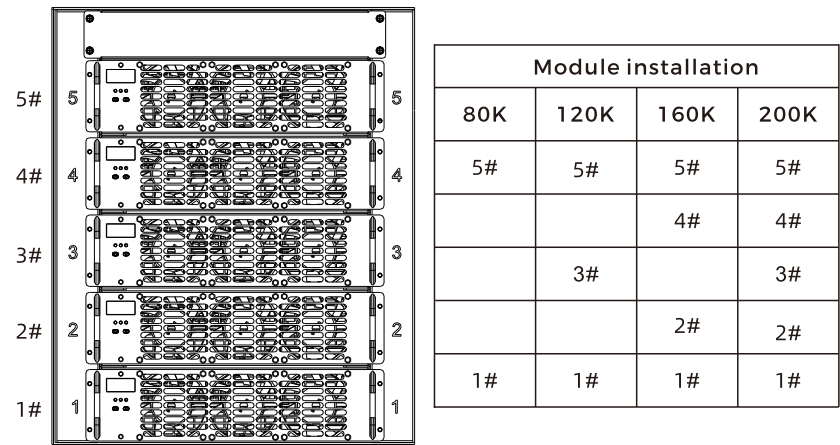 5# 5 5
4# 4 4
3# 3 3
2# 2 2
1# 1 1
Module installation
80K 120K 160K 200K
5# 5# 5# 5#
4# 4#
3# 3#
2# 2#
1# 1# 1# 1#